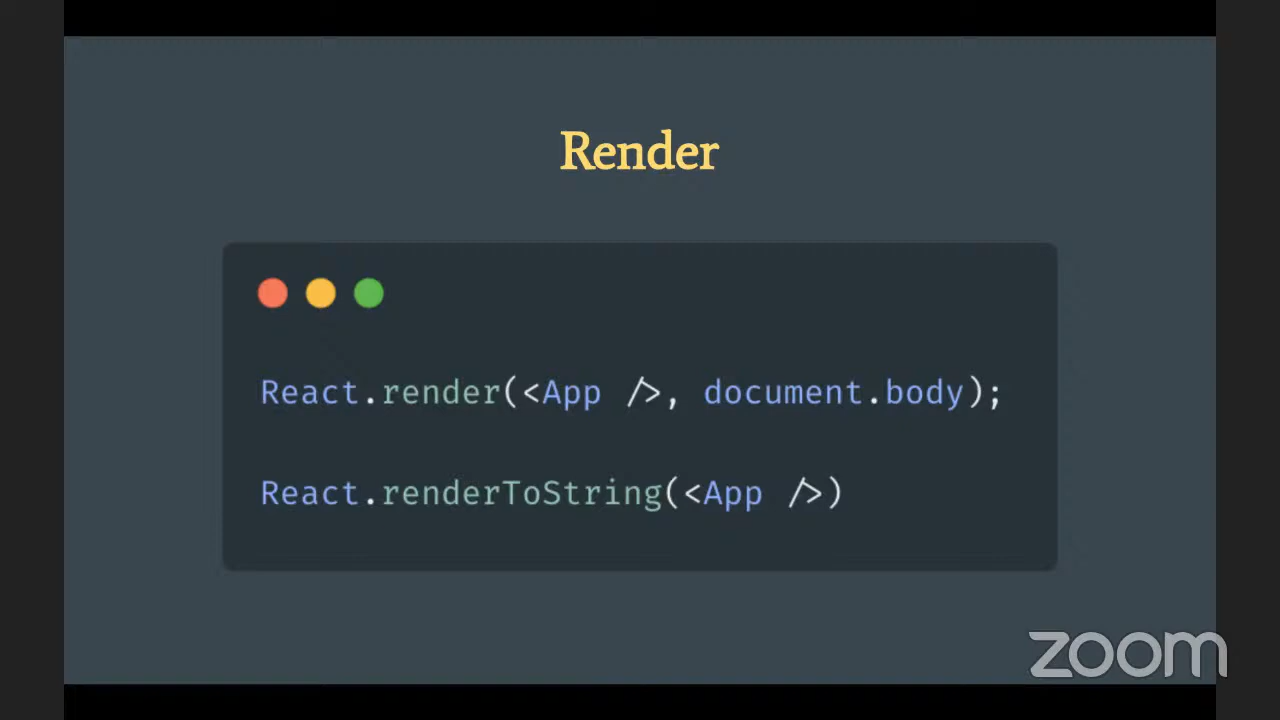 Render
React.render(<App />, document.body);
React.renderToString(<App />)
zoom